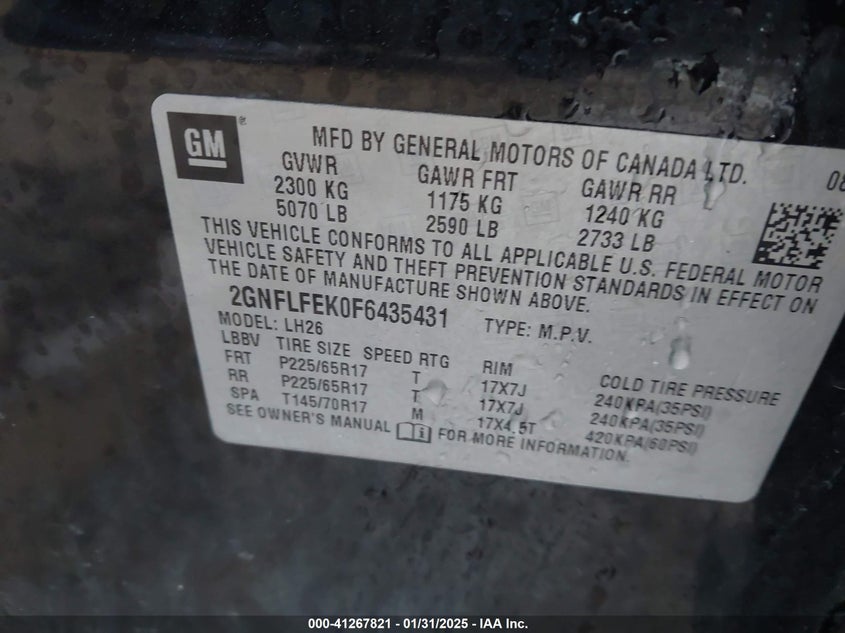 GM ®
MFD BY GENERAL MOTORS OF CANADA LTD.
08
GVWR GAWR FRT GAWR RR
2300 KG 1175 KG 1240 KG
5070 LB 2590 LB 2733 LB
THIS VEHICLE CONFORMS TO ALL APPLICABLE U.S. FEDERAL MOTOR
VEHICLE SAFETY AND THEFT PREVENTION STANDARDS IN EFFECT ON
THE DATE OF MANUFACTURE SHOWN ABOVE.
2GNFLFEK0F6435431 TYPE: M.P.V.
MODEL: LH26
LBBV TIRE SIZE SPEED RTG RIM COLD TIRE PRESSURE
FRT P225/65R17 T 17X7J 240KPA(35PSI)
RR P225/65R17 T 17X7J 240KPA(35PSI)
SPA T145/70R17 M 17X4.5T 420KPA(60PSI)
SEE OWNER'S MANUAL FOR MORE INFORMATION.
000-41267821 / 01/31/2025 - IAA Inc.